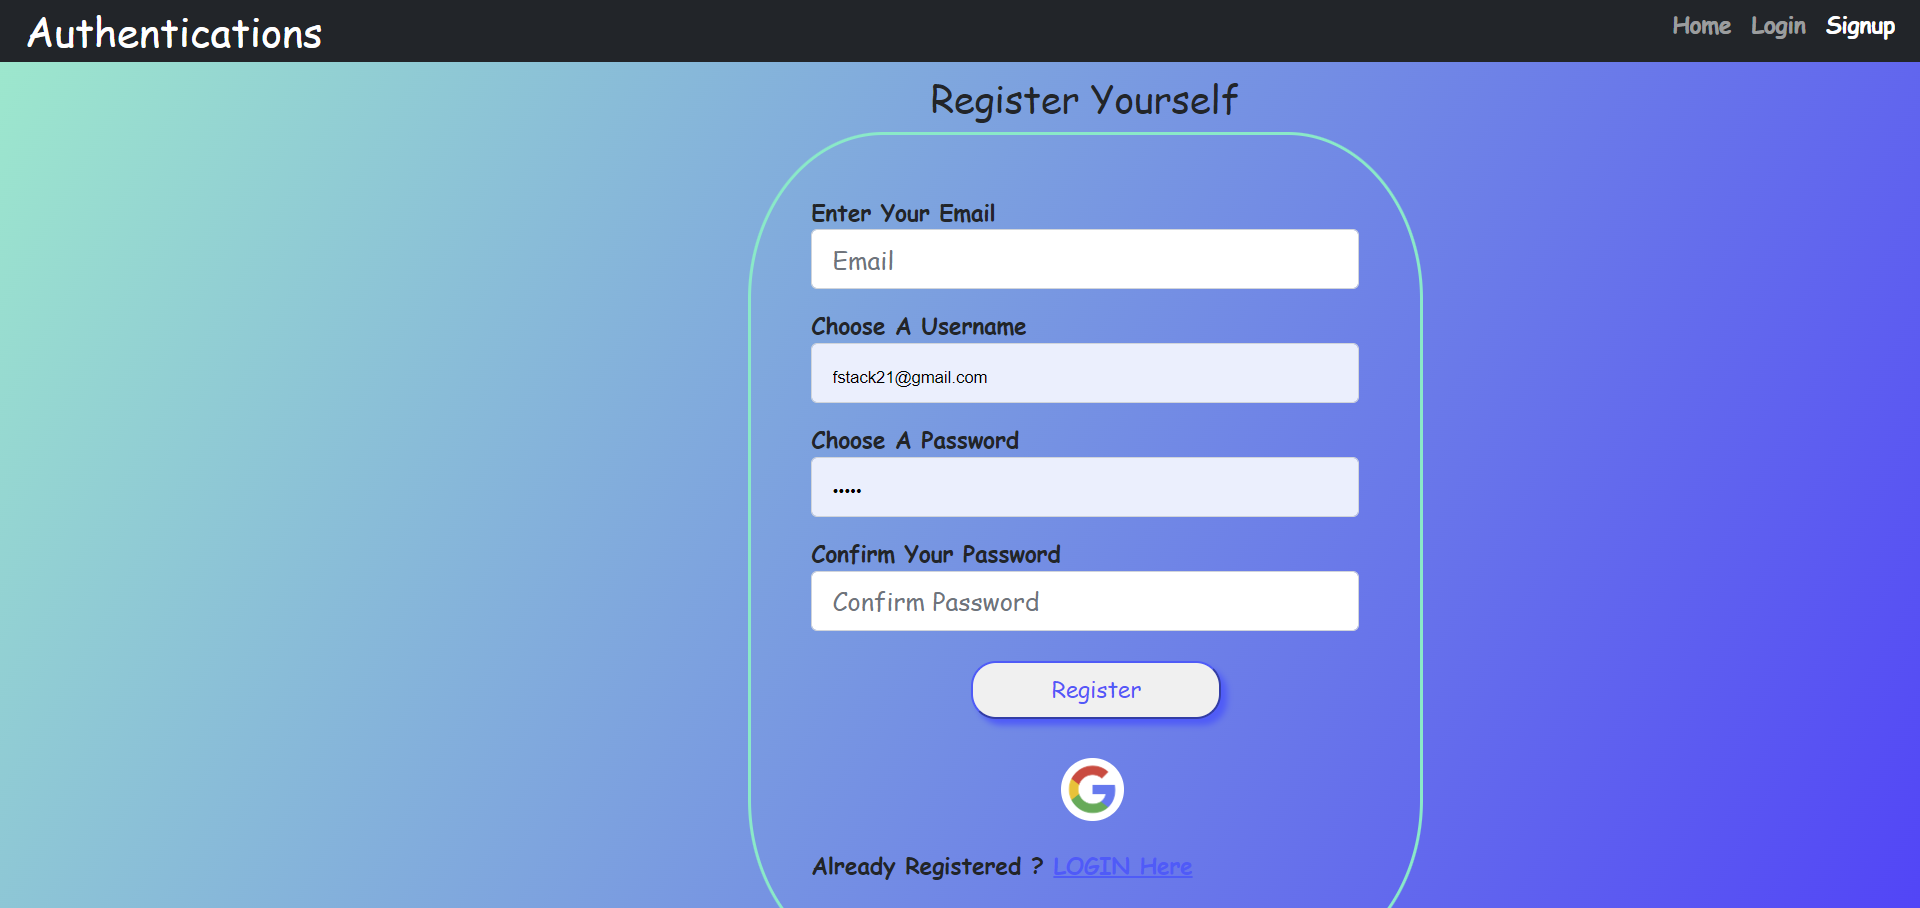 Authentications
Home Login Signup
Register Yourself
Enter Your Email
Email
Choose A Username
fstack21@gmail.com
Choose A Password
•••••
Confirm Your Password
Confirm Password
Register
G
Already Registered ? LOGIN Here